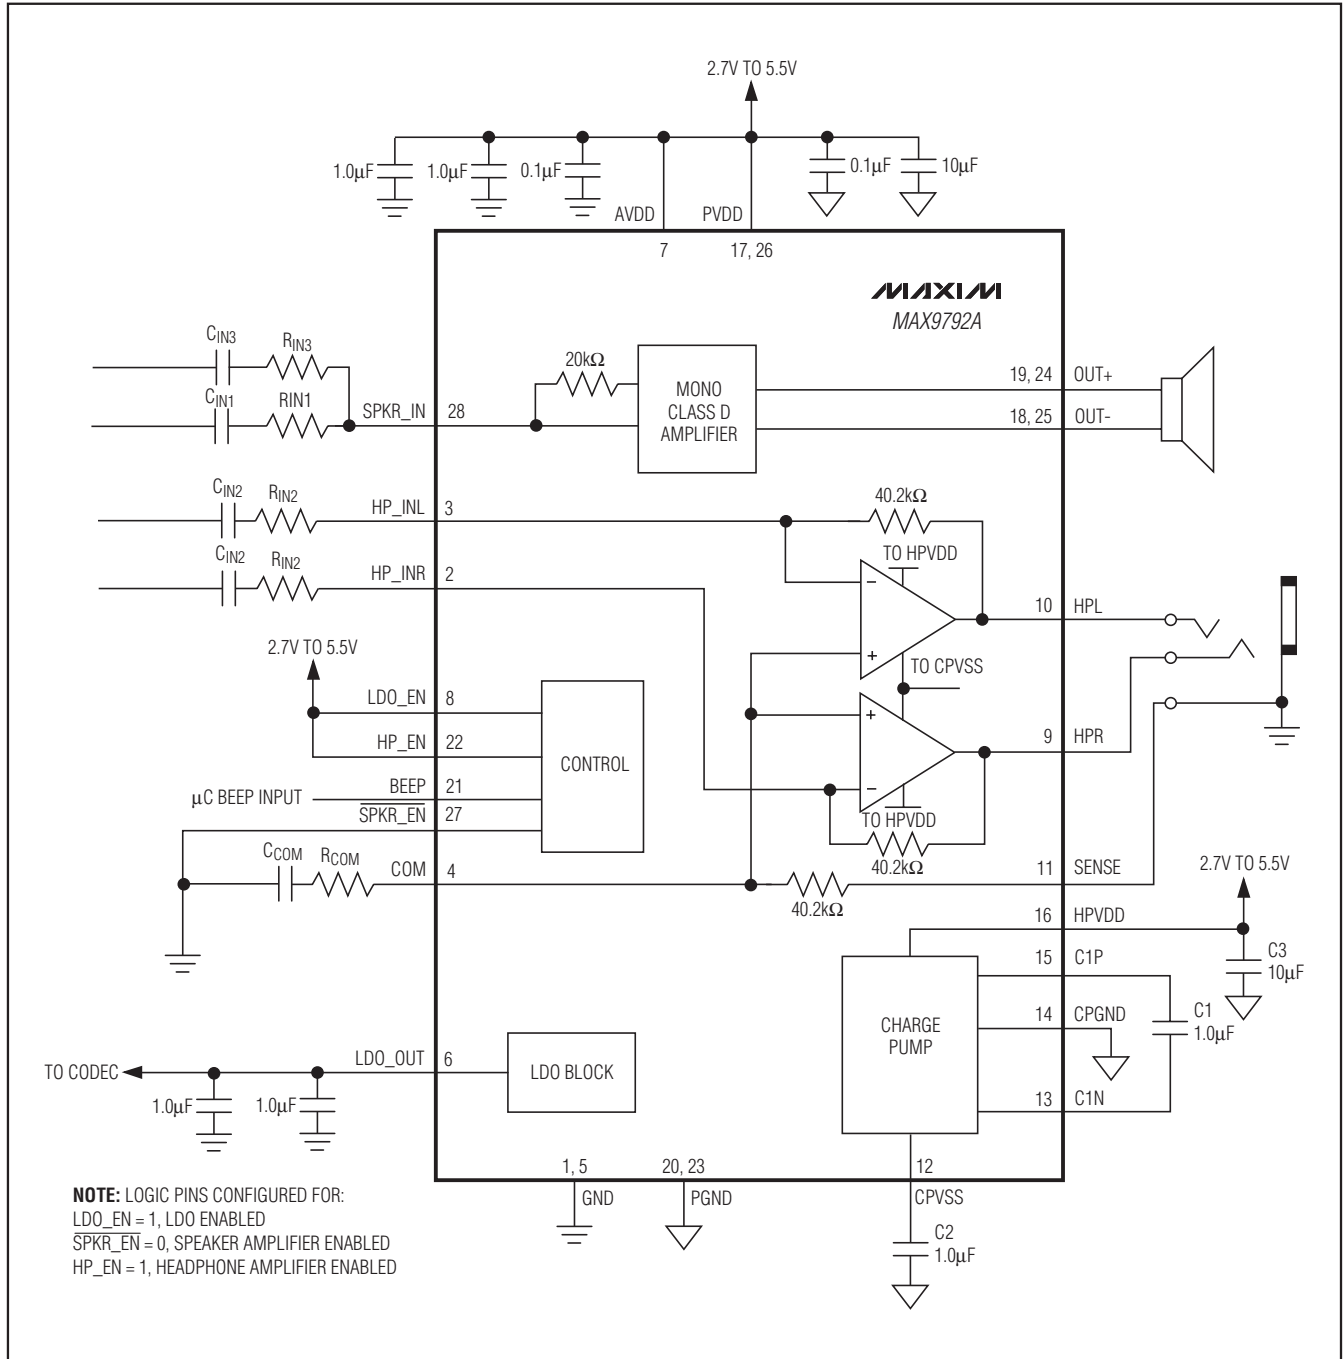 2.7V TO 5.5V
1.0µF
1.0µF
0.1µF
0.1µF
10µF
AVDD
PVDD
7
17, 26
MAXIM
MAX9792A
CIN3
RIN3
CIN1
RIN1
SPKR_IN
28
20kΩ
MONO
CLASS D
AMPLIFIER
19, 24
OUT+
18, 25
OUT-
CIN2
RIN2
HP_INL
3
40.2kΩ
TO HPVDD
CIN2
RIN2
HP_INR
2
−
+
10
HPL
2.7V TO 5.5V
TO CPVSS
LDO_EN
8
HP_EN
22
CONTROL
+
−
9
HPR
µC BEEP INPUT
BEEP
21
SPKR_EN
27
TO HPVDD
40.2kΩ
CCOM
RCOM
COM
4
40.2kΩ
11
SENSE
2.7V TO 5.5V
16
HPVDD
15
C1P
C3
10µF
CHARGE
PUMP
14
CPGND
C1
1.0µF
13
C1N
TO CODEC
LDO_OUT
6
LDO BLOCK
1.0µF
1.0µF
1, 5
GND
20, 23
PGND
12
CPVSS
C2
1.0µF
NOTE: LOGIC PINS CONFIGURED FOR:
LDO_EN = 1, LDO ENABLED
SPKR_EN = 0, SPEAKER AMPLIFIER ENABLED
HP_EN = 1, HEADPHONE AMPLIFIER ENABLED